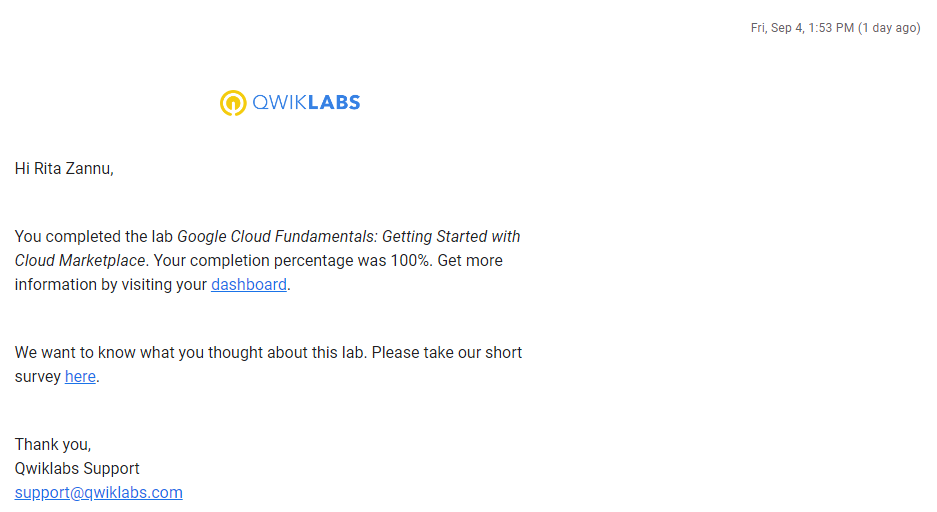 Fri, Sep 4, 1:53 PM (1 day ago)
QWIKLABS
Hi Rita Zannu,
You completed the lab Google Cloud Fundamentals: Getting Started with
Cloud Marketplace. Your completion percentage was 100%. Get more
information by visiting your dashboard.
We want to know what you thought about this lab. Please take our short
survey here.
Thank you,
Qwiklabs Support
support@qwiklabs.com